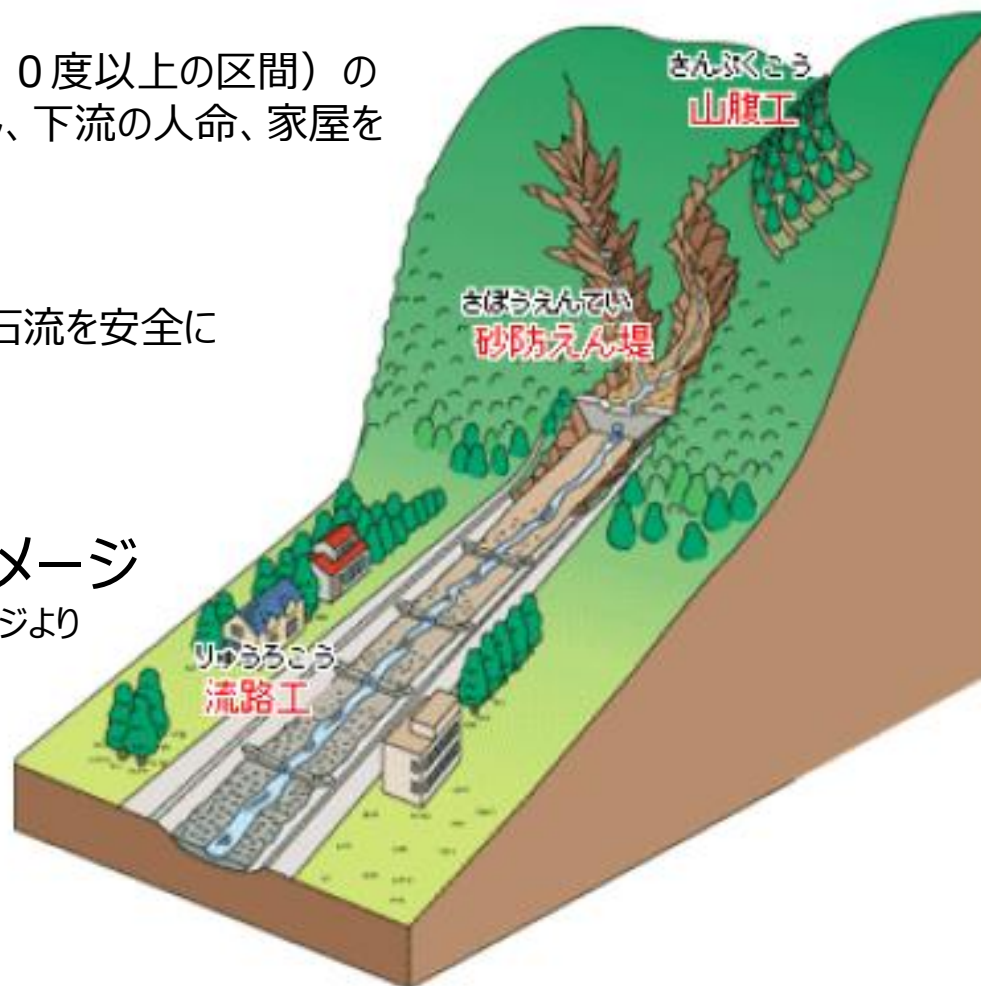 ０度以上の区間）の
、下流の人命、家屋を
石流を安全に
メージ
ジより
さんぷくこう
山腹工
さぼうえんてい
砂防えん堤
りゅうろこう
流路工